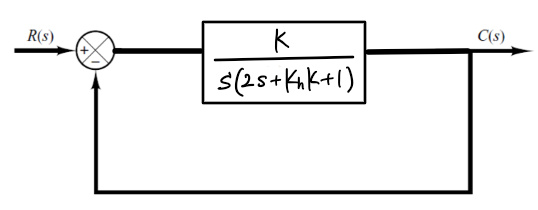 R(s)
+
−
K
s(2s+KhK+1)
C(s)